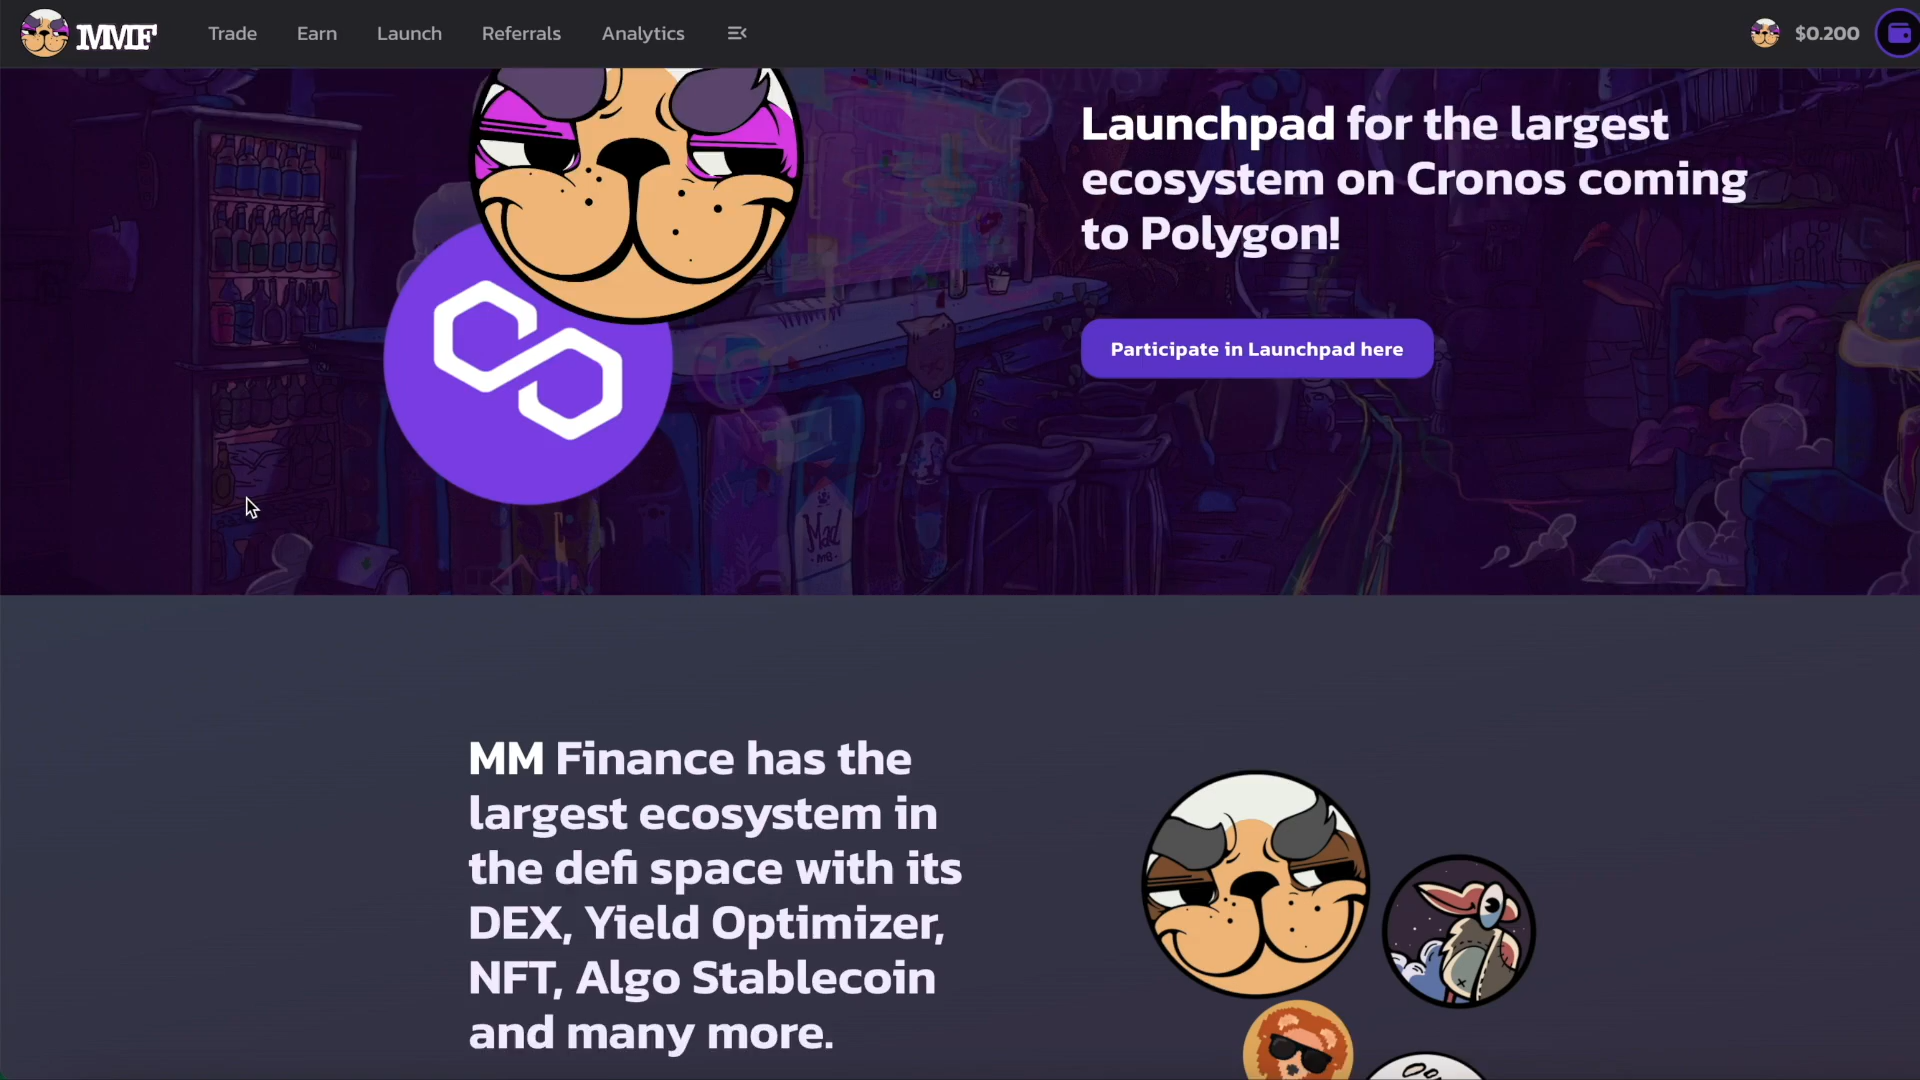 MMF
Trade
Earn
Launch
Referrals
Analytics
$0.200
Launchpad for the largest
ecosystem on Cronos coming
to Polygon!
Participate in Launchpad here
Mad
MB
MM Finance has the
largest ecosystem in
the defi space with its
DEX, Yield Optimizer,
NFT, Algo Stablecoin
and many more.